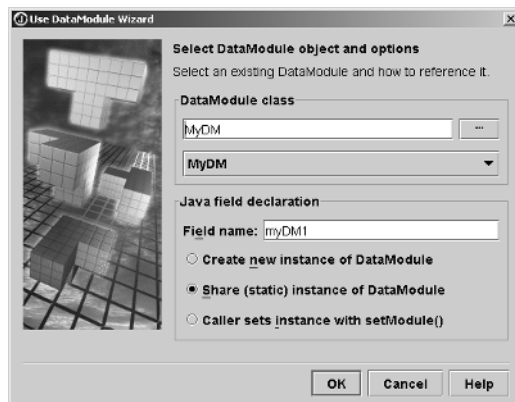 Use DataModule Wizard
Select DataModule object and options
Select an existing DataModule and how to reference it.
DataModule class
MyDM
...
MyDM
Java field declaration
Field name: myDM1
Create new instance of DataModule
Share (static) instance of DataModule
Caller sets instance with setModule()
OK Cancel Help